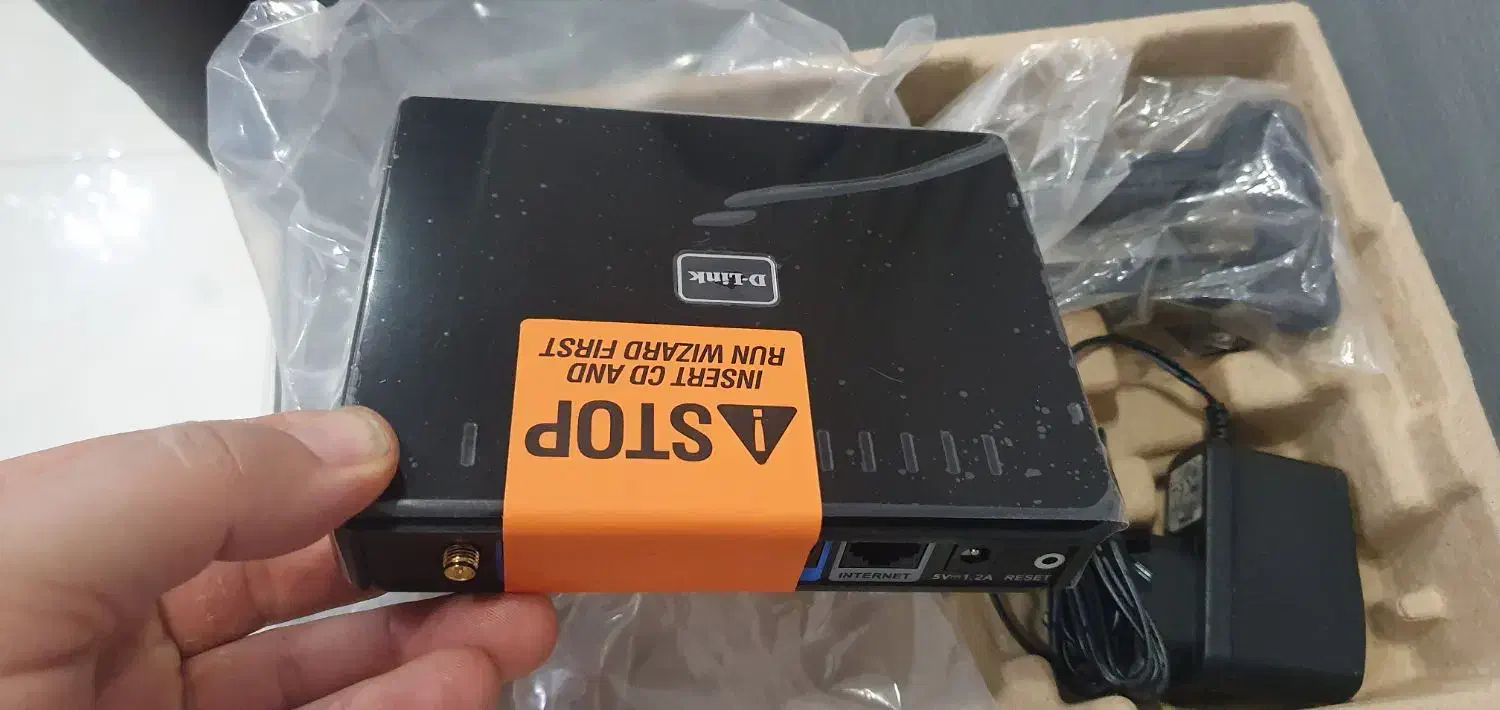 D-Link
STOP
INSERT CD AND
RUN WIZARD FIRST
INTERNET
5V⎓1.2A
RESET